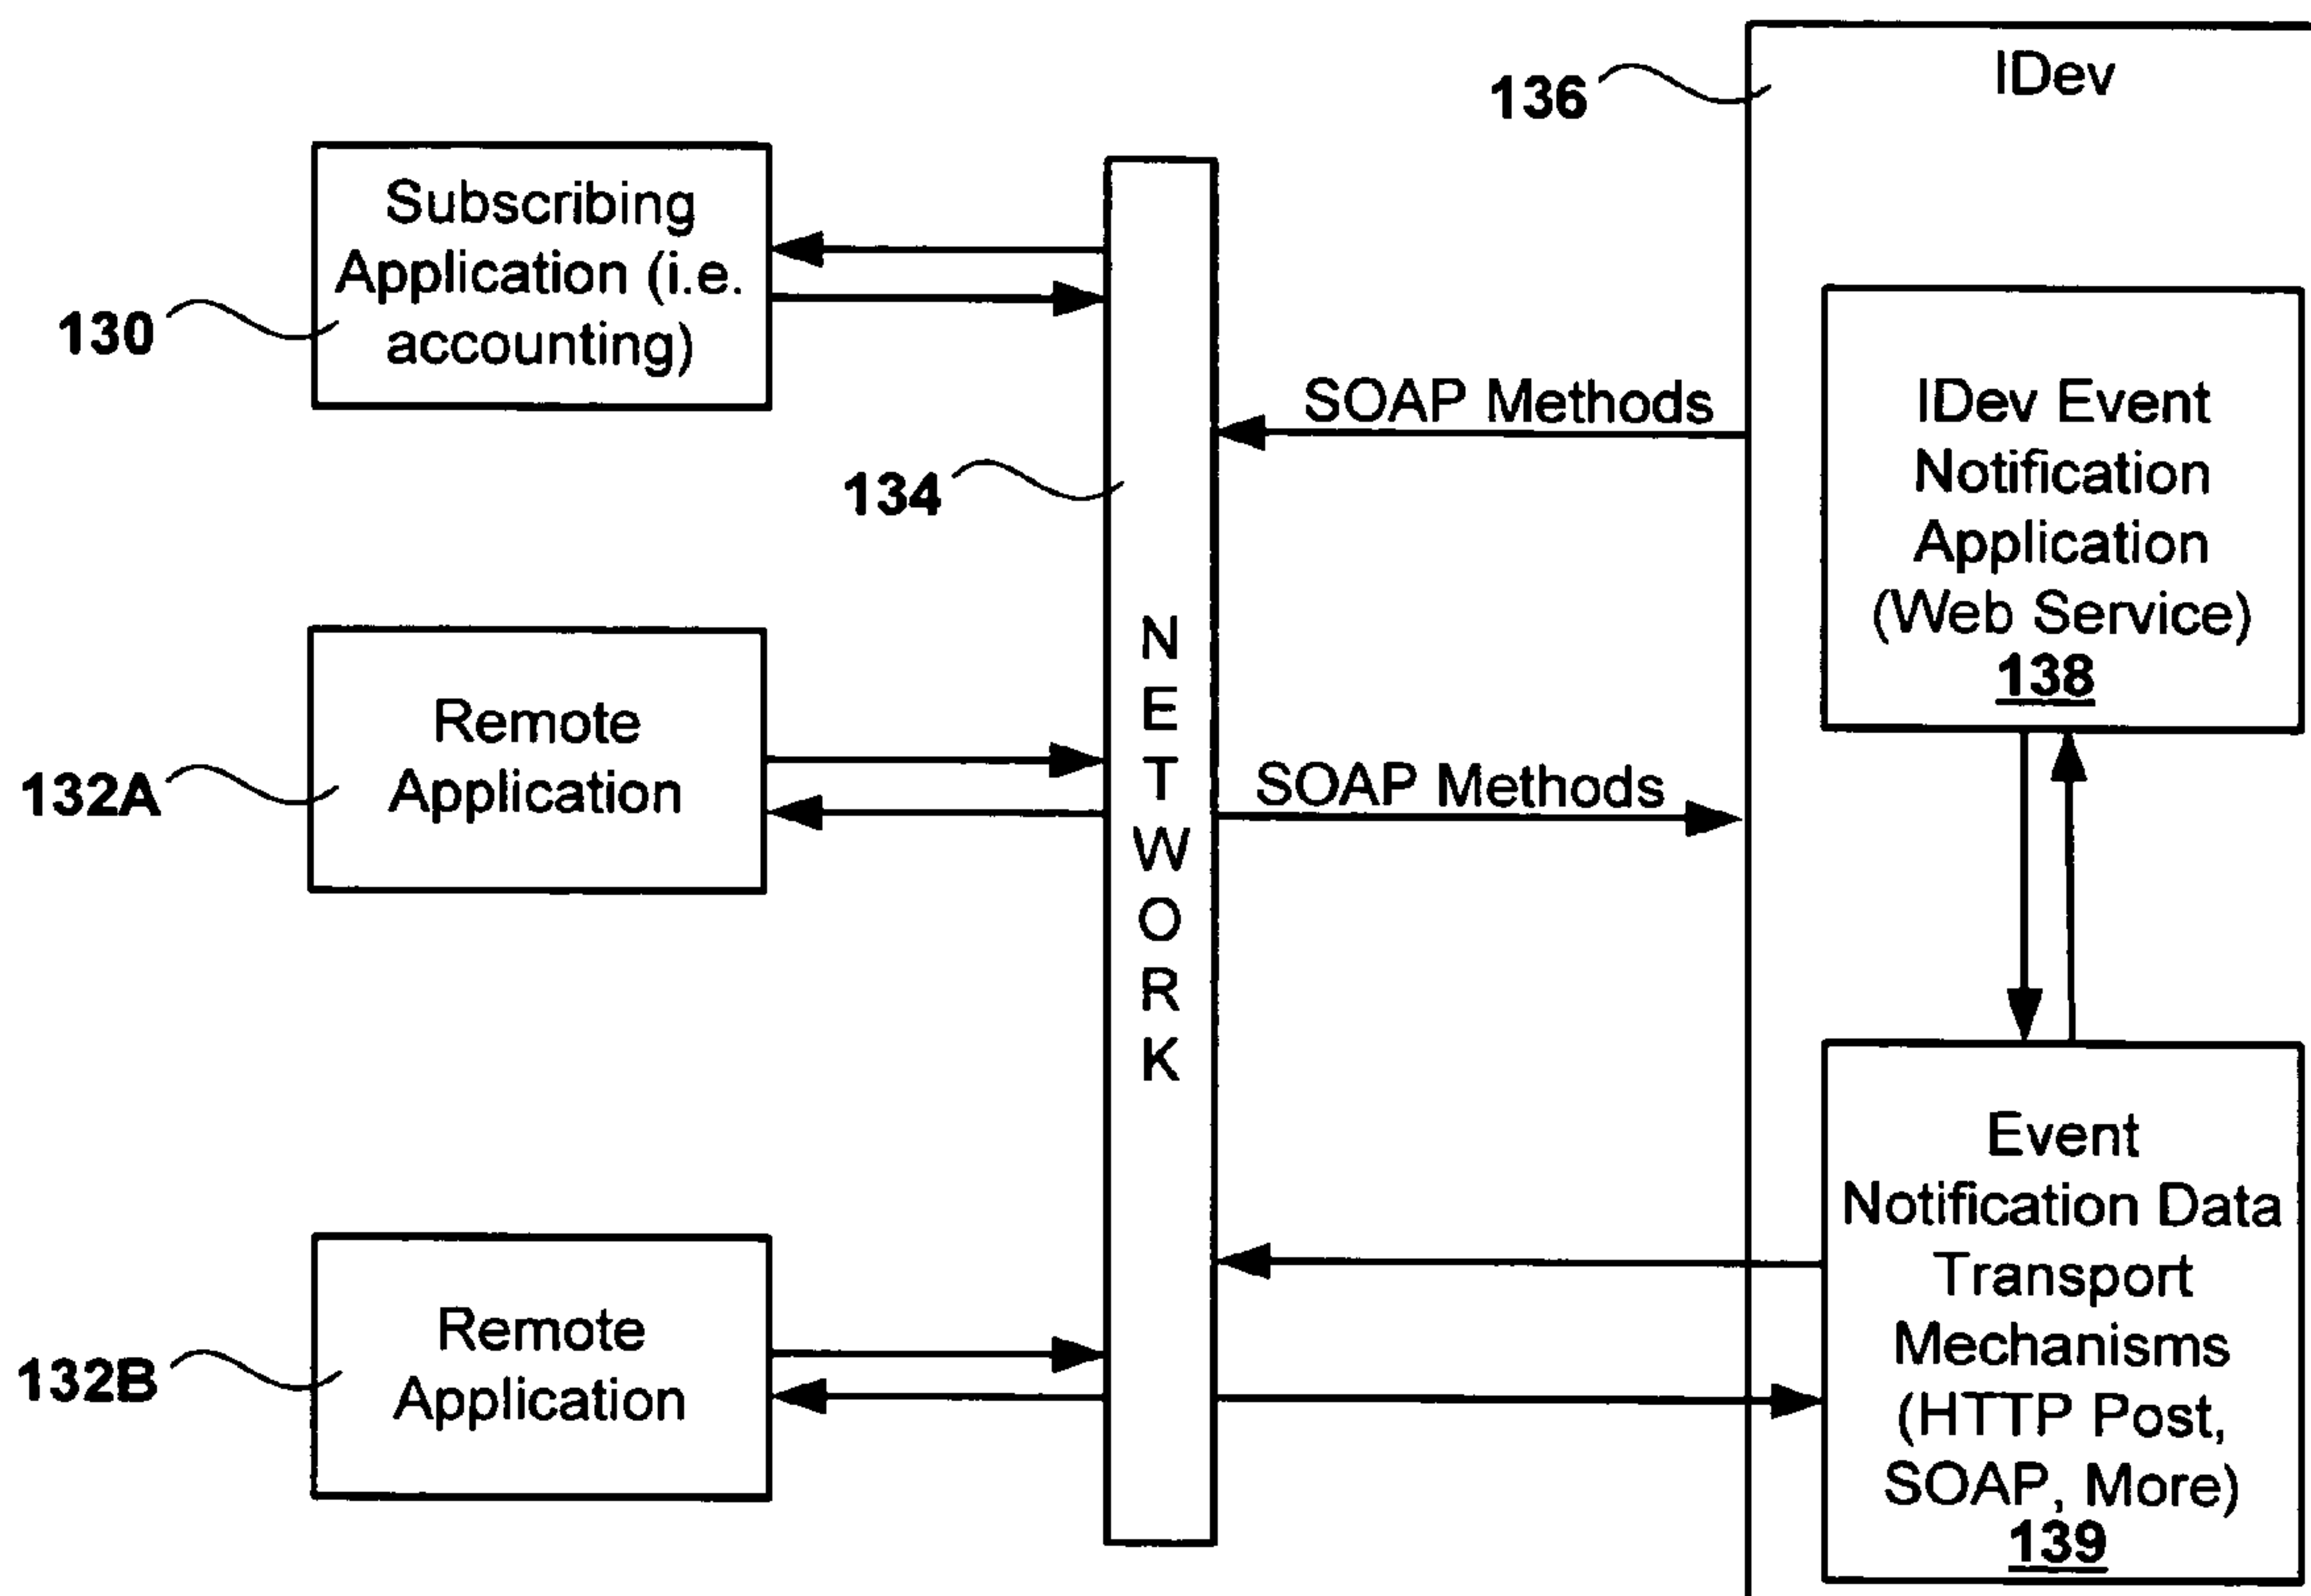 IDev
136
Subscribing
Application (i.e.
accounting)
130
SOAP Methods
134
IDev Event
Notification
Application
(Web Service)
138
N
E
T
W
O
R
K
Remote
Application
132A
SOAP Methods
Event
Notification Data
Transport
Mechanisms
(HTTP Post,
SOAP, More)
139
Remote
Application
132B